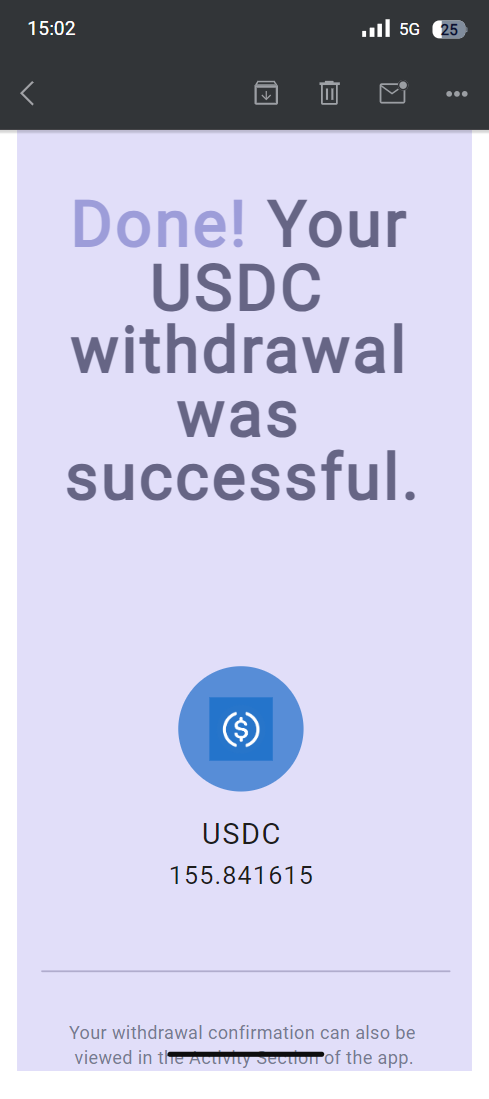 15:02
5G
25
Done! Your
USDC
withdrawal
was
successful.
USDC
155.841615
Your withdrawal confirmation can also be
viewed in the Activity Section of the app.